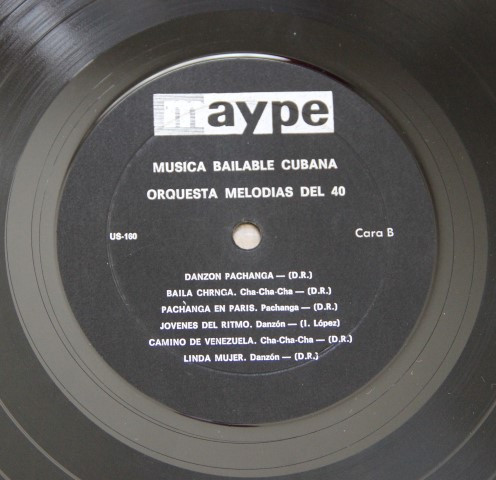 maype
MUSICA BAILABLE CUBANA
ORQUESTA MELODIAS DEL 40
US-160
Cara B
DANZON PACHANGA — (D.R.)
BAILA CHRNGA. Cha-Cha-Cha — (D.R.)
PACHANGA EN PARIS. Pachanga — (D.R.)
JOVENES DEL RITMO. Danzón — (I. López)
CAMINO DE VENEZUELA. Cha-Cha-Cha — (D.R.)
LINDA MUJER. Danzón — (D.R.)